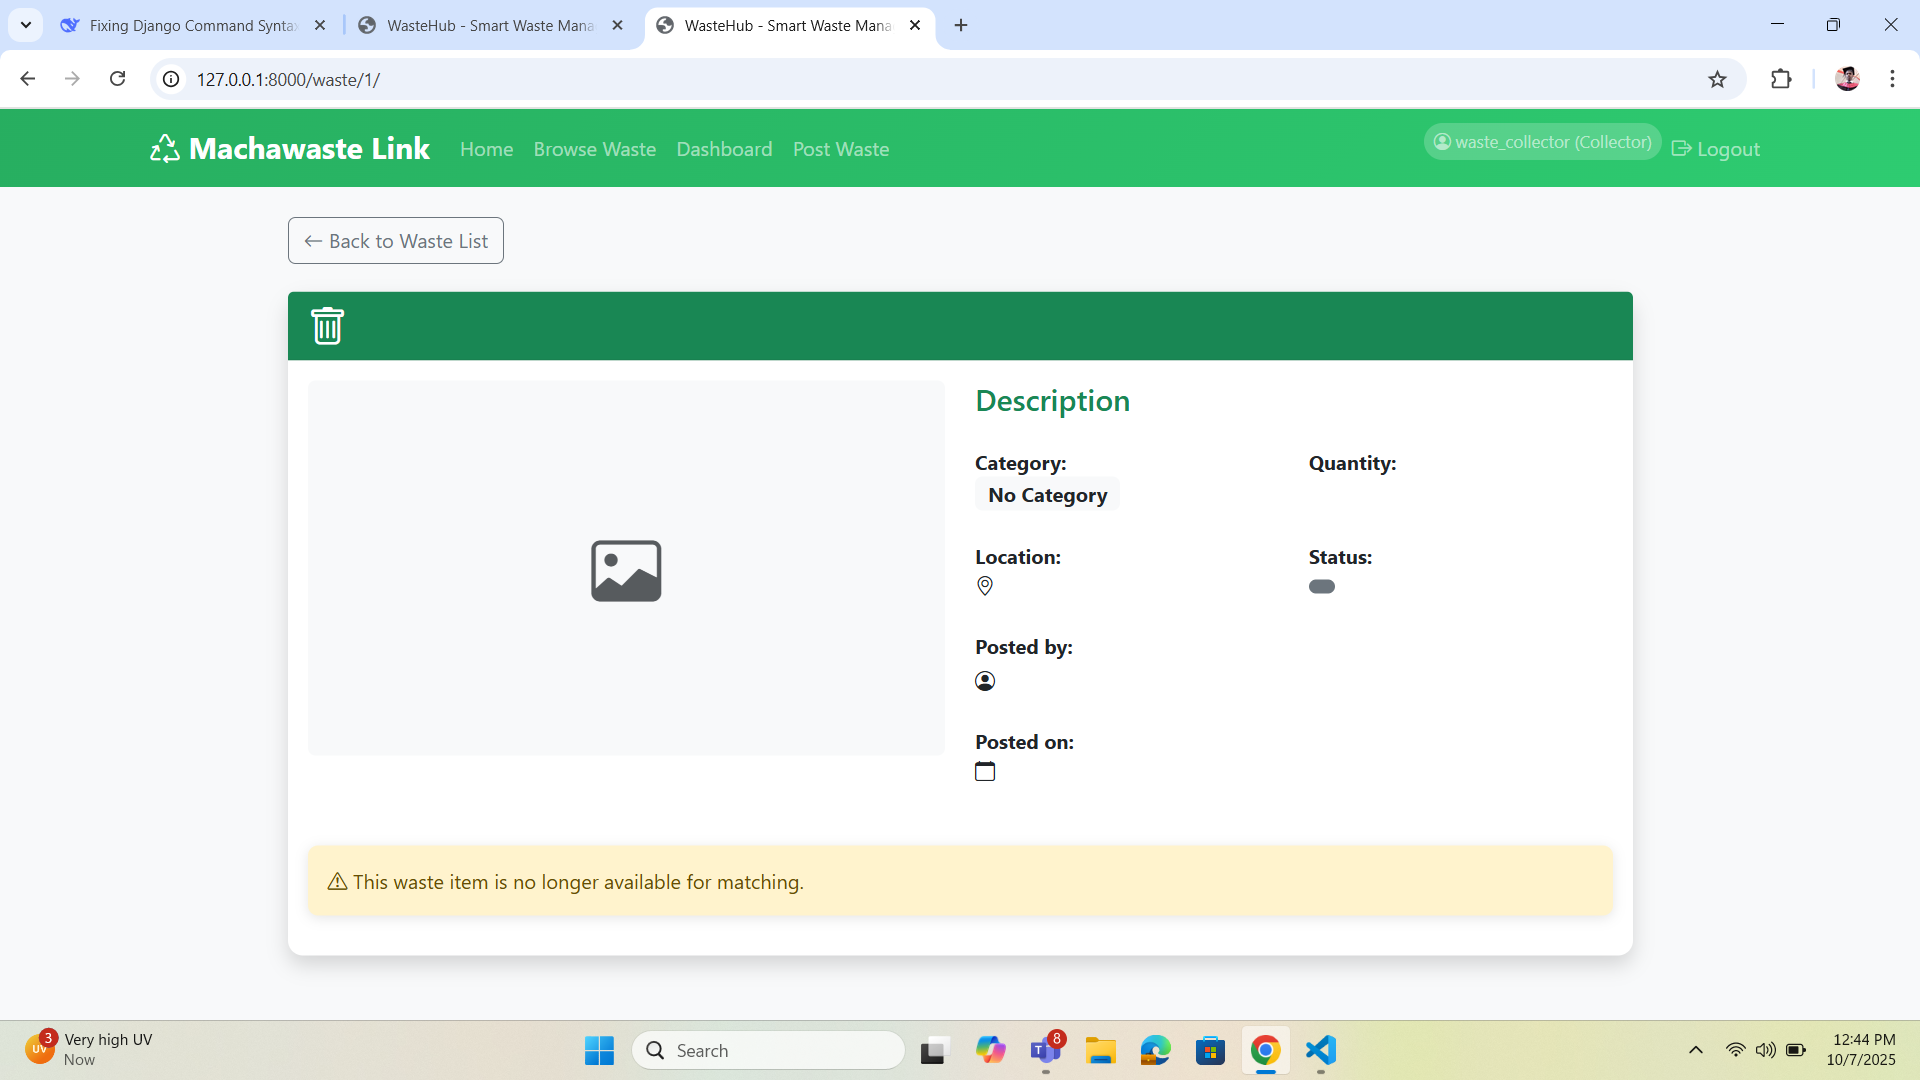 Fixing Django Command Synta
WasteHub - Smart Waste Mana
WasteHub - Smart Waste Mana
127.0.0.1:8000/waste/1/
Machawaste Link
Home
Browse Waste
Dashboard
Post Waste
waste_collector (Collector)
Logout
Back to Waste List
Description
Category:
No Category
Quantity:
Location:
Status:
Posted by:
Posted on:
This waste item is no longer available for matching.
UV
3
Very high UV
Now
Search
8
12:44 PM
10/7/2025